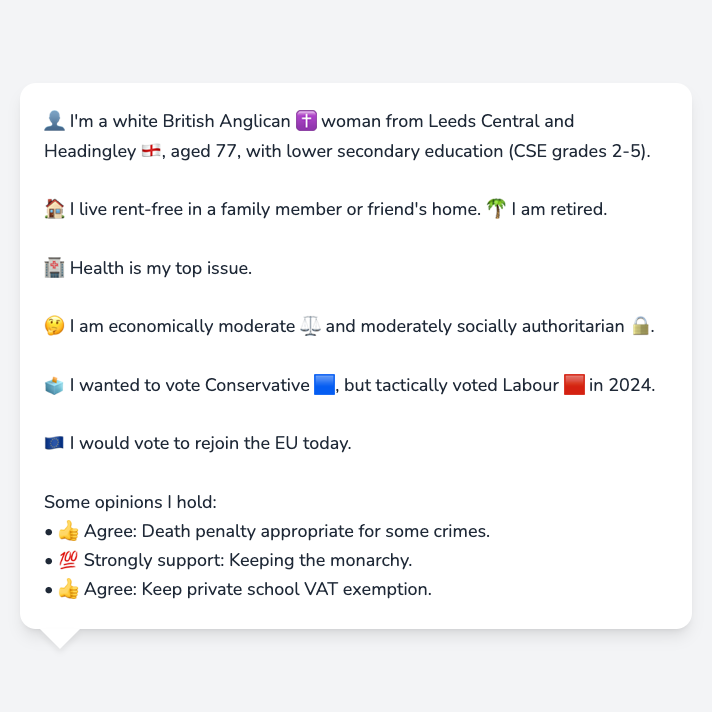 👤 I'm a white British Anglican ✝️ woman from Leeds Central and
Headingley 🏴󠁧󠁢󠁥󠁮󠁧󠁿, aged 77, with lower secondary education (CSE grades 2-5).
🏠 I live rent-free in a family member or friend's home. 🌴 I am retired.
🏥 Health is my top issue.
🤔 I am economically moderate ⚖️ and moderately socially authoritarian 🔒.
🗳️ I wanted to vote Conservative 🟦, but tactically voted Labour 🟥 in 2024.
🇪🇺 I would vote to rejoin the EU today.
Some opinions I hold:
• 👍 Agree: Death penalty appropriate for some crimes.
• 💯 Strongly support: Keeping the monarchy.
• 👍 Agree: Keep private school VAT exemption.